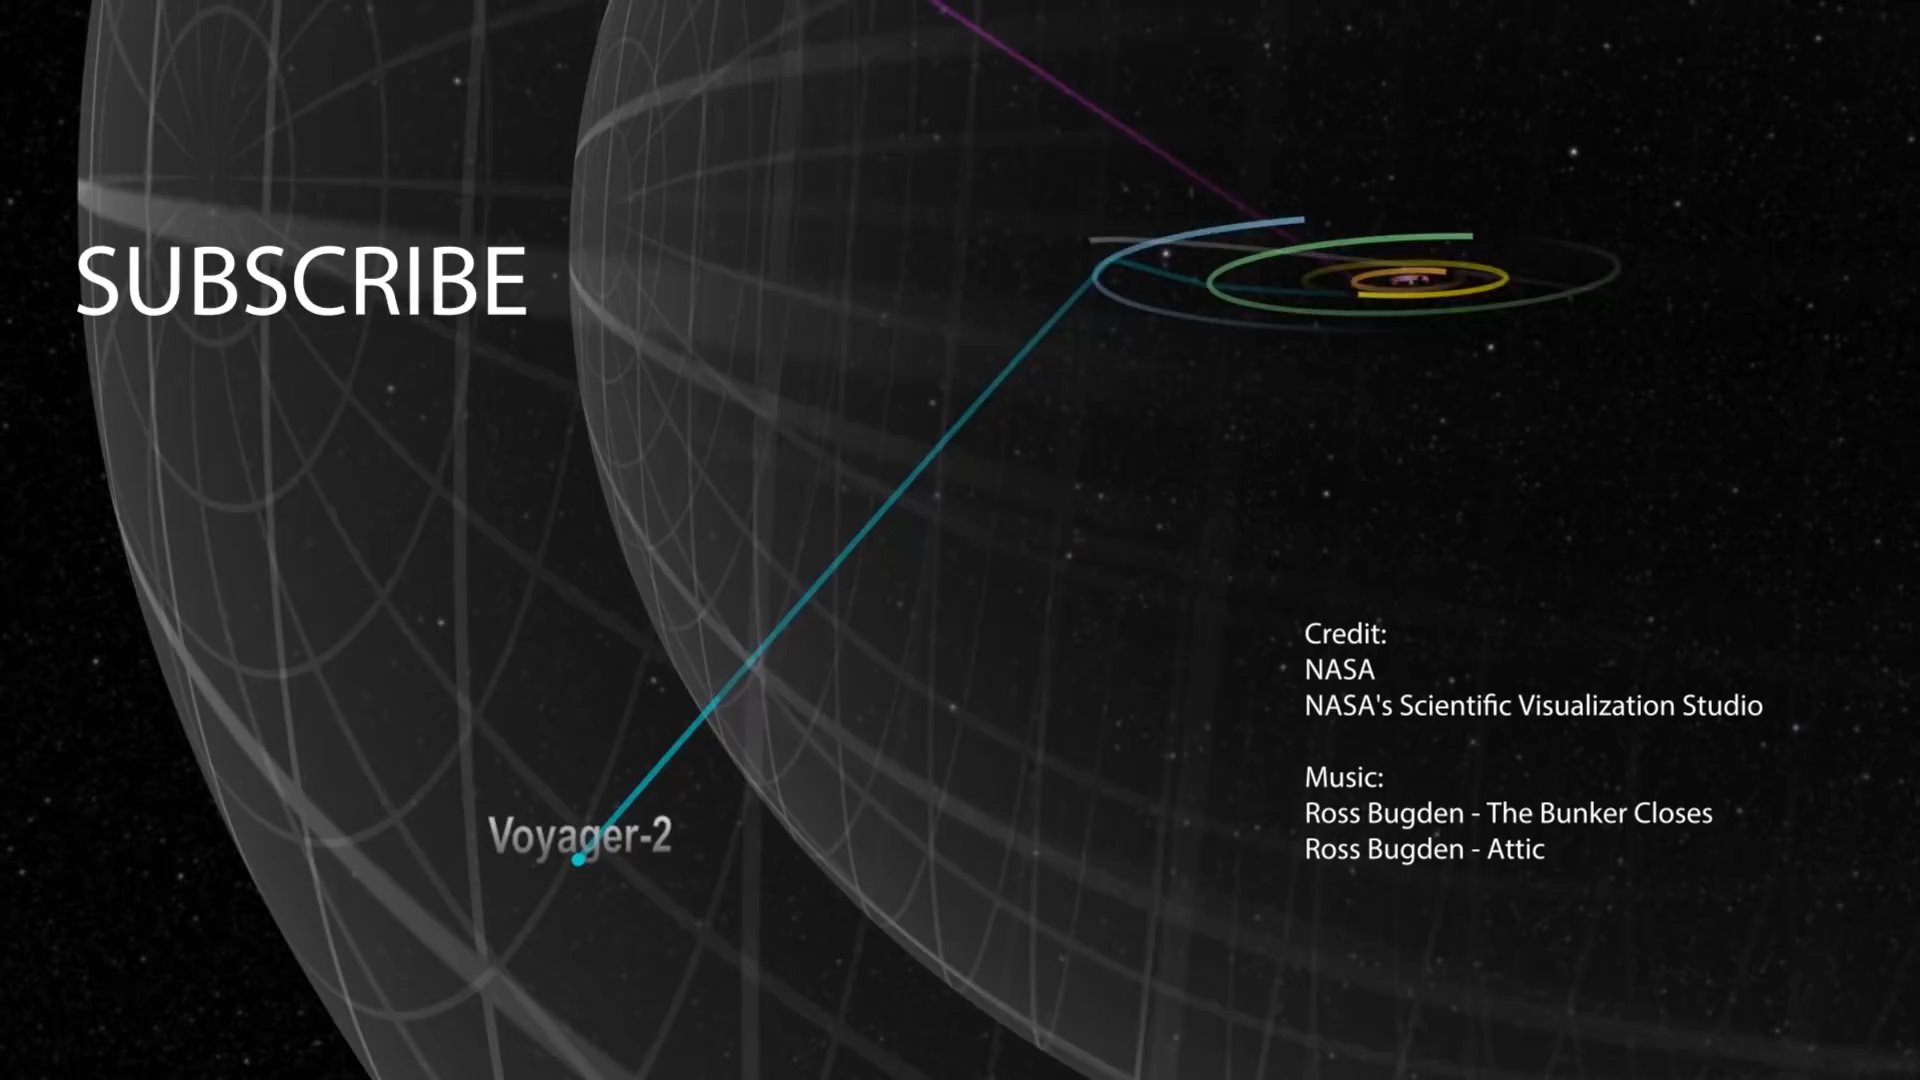 SUBSCRIBE
Voyager-2
Credit:
NASA
NASA's Scientific Visualization Studio
Music:
Ross Bugden - The Bunker Closes
Ross Bugden - Attic